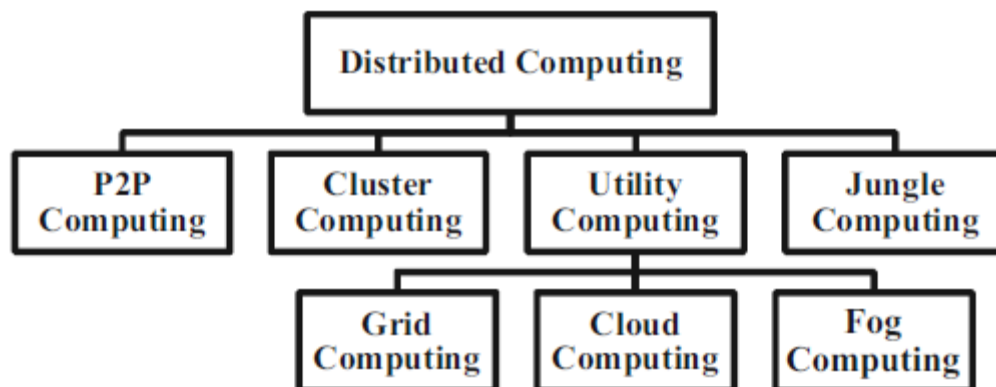 Distributed Computing
P2P
Computing
Cluster
Computing
Utility
Computing
Jungle
Computing
Grid
Computing
Cloud
Computing
Fog
Computing